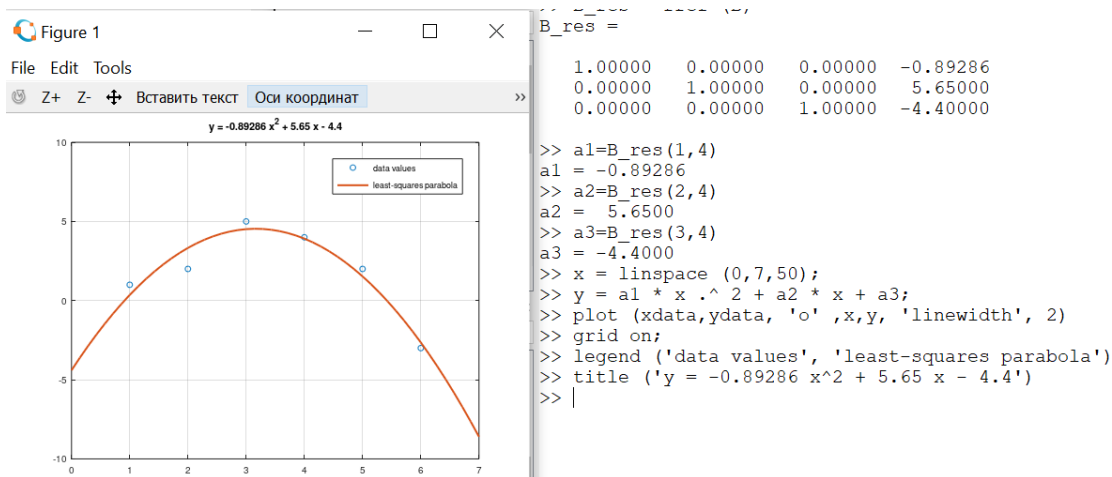 Figure 1
File Edit Tools
Z+ Z- Вставить текст Оси координат >>
y = -0.89286 x^2 + 5.65 x - 4.4
data values
least-squares parabola
10
5
0
-5
-10
0 1 2 3 4 5 6 7
B_res =
1.00000 0.00000 0.00000 -0.89286
0.00000 1.00000 0.00000 5.65000
0.00000 0.00000 1.00000 -4.40000
>> a1=B_res(1,4)
a1 = -0.89286
>> a2=B_res(2,4)
a2 = 5.6500
>> a3=B_res(3,4)
a3 = -4.4000
>> x = linspace (0,7,50);
>> y = a1 * x .^ 2 + a2 * x + a3;
>> plot (xdata,ydata, 'o' ,x,y, 'linewidth', 2)
>> grid on;
>> legend ('data values', 'least-squares parabola')
>> title ('y = -0.89286 x^2 + 5.65 x - 4.4')
>>